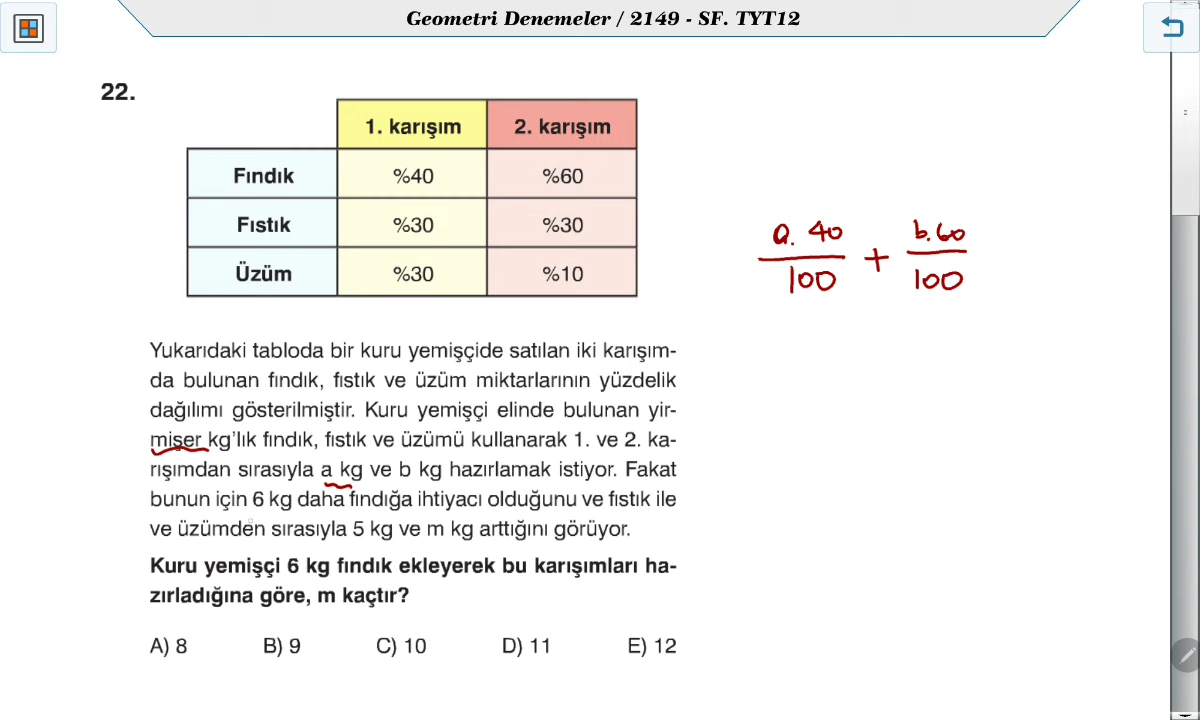 Geometri Denemeler / 2149 - SF. TYT12
22.
1. karışım 2. karışım
Fındık %40 %60
Fıstık %30 %30
Üzüm %30 %10
a. 40 b. 60
+
100 100
Yukarıdaki tabloda bir kuru yemişçide satılan iki karışım-
da bulunan fındık, fıstık ve üzüm miktarlarının yüzdelik
dağılımı gösterilmiştir. Kuru yemişçi elinde bulunan yir-
mişer kg'lık fındık, fıstık ve üzümü kullanarak 1. ve 2. ka-
rışımdan sırasıyla a kg ve b kg hazırlamak istiyor. Fakat
bunun için 6 kg daha fındığa ihtiyacı olduğunu ve fıstık ile
ve üzümden sırasıyla 5 kg ve m kg arttığını görüyor.
Kuru yemişçi 6 kg fındık ekleyerek bu karışımları ha-
zırladığına göre, m kaçtır?
A) 8 B) 9 C) 10 D) 11 E) 12